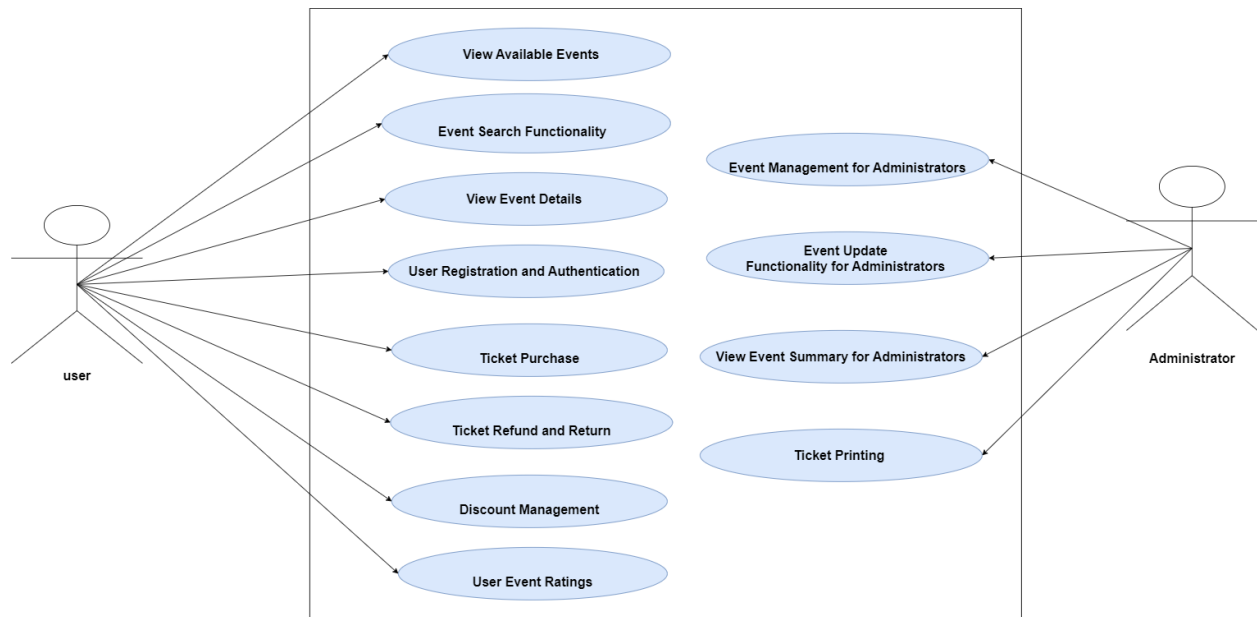 View Available Events
Event Search Functionality
View Event Details
User Registration and Authentication
Ticket Purchase
Ticket Refund and Return
Discount Management
User Event Ratings
user
Event Management for Administrators
Event Update
Functionality for Administrators
View Event Summary for Administrators
Ticket Printing
Administrator